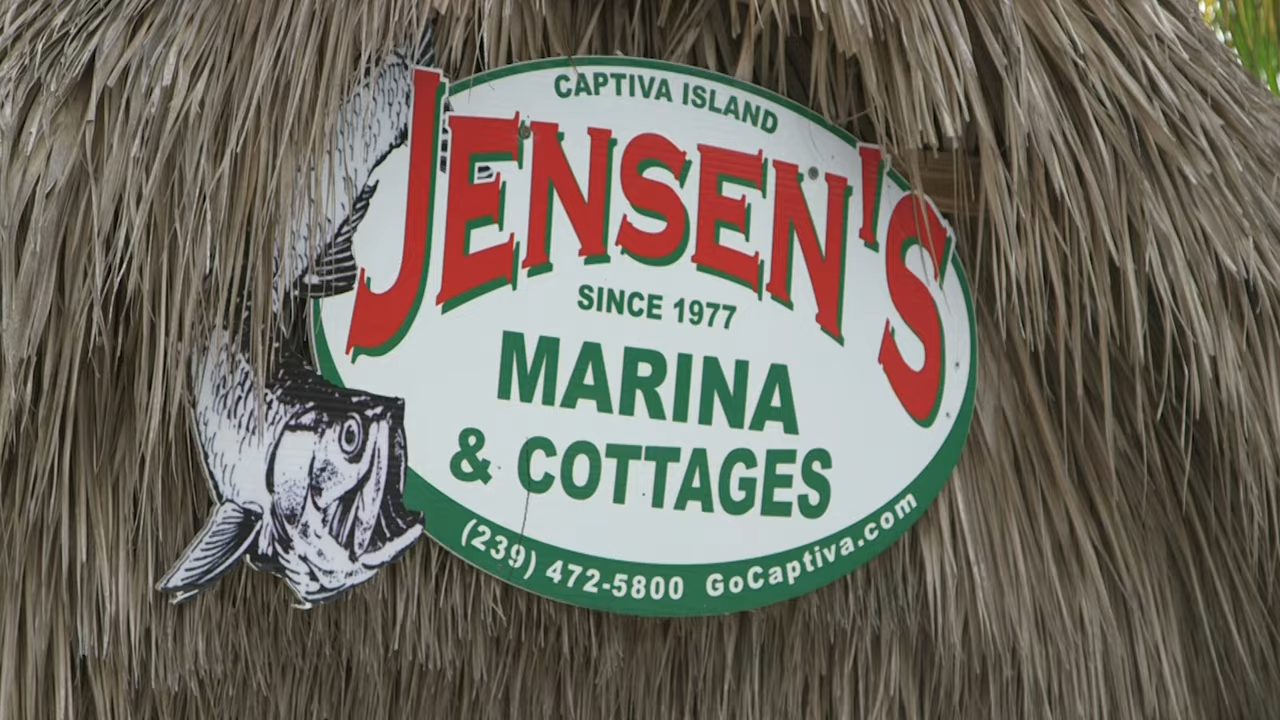 CAPTIVA ISLAND
JENSEN'S
SINCE 1977
MARINA
& COTTAGES
(239) 472-5800 GoCaptiva.com